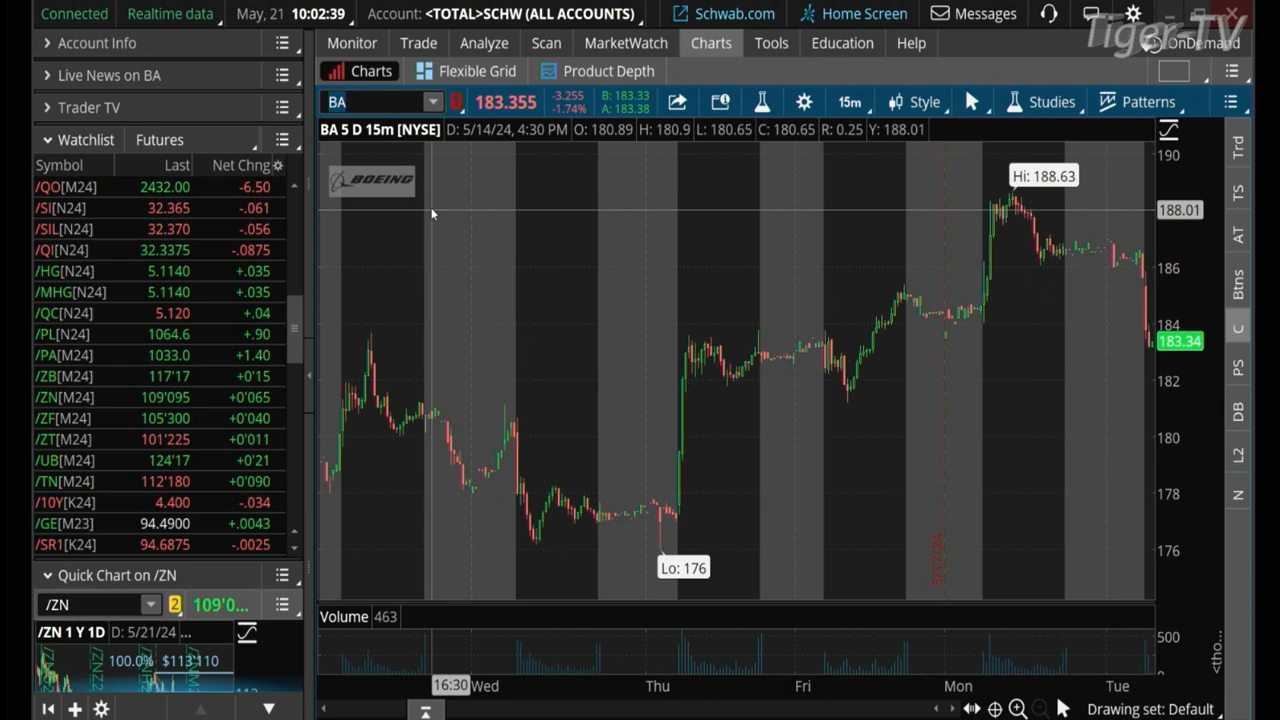 Connected Realtime data May, 21 10:02:39 Account: <TOTAL>SCHW (ALL ACCOUNTS) Schwab.com Home Screen Messages
Tiger-TV
OnDemand
Account Info
Monitor Trade Analyze Scan MarketWatch Charts Tools Education Help
Live News on BA
Charts Flexible Grid Product Depth
Trader TV
BA 183.355 -3.255 -1.74% B: 183.33 A: 183.38 15m Style Studies Patterns
BA 5 D 15m [NYSE] D: 5/14/24, 4:30 PM O: 180.89 H: 180.9 L: 180.65 C: 180.65 R: 0.25 Y: 188.01
Watchlist Futures
Symbol Last Net Chng
/QO[M24] 2432.00 -6.50
/SI[N24] 32.365 -.061
/SIL[N24] 32.370 -.056
/QI[N24] 32.3375 -.0875
/HG[N24] 5.1140 +.035
/MHG[N24] 5.1140 +.035
/QC[N24] 5.120 +.04
/PL[N24] 1064.6 +.90
/PA[M24] 1033.0 +1.40
/ZB[M24] 117'17 +0'15
/ZN[M24] 109'095 +0'065
/ZF[M24] 105'300 +0'040
/ZT[M24] 101'225 +0'011
/UB[M24] 124'17 +0'21
/TN[M24] 112'180 +0'090
/10Y[K24] 4.400 -.034
/GE[M23] 94.4900 +.0043
/SR1[K24] 94.6875 -.0025
Quick Chart on /ZN
/ZN 2 109'0...
/ZN 1 Y 1D D: 5/21/24 ...
100.0% $113'110
BOEING
Hi: 188.63
Lo: 176
5/17/24
190
188.01
186
184
183.34
182
180
178
176
Volume 463
500
<tho...
16:30 Wed Thu Fri Mon Tue
Drawing set: Default
Trd
TS
AT
Btns
C
PS
DB
L2
N